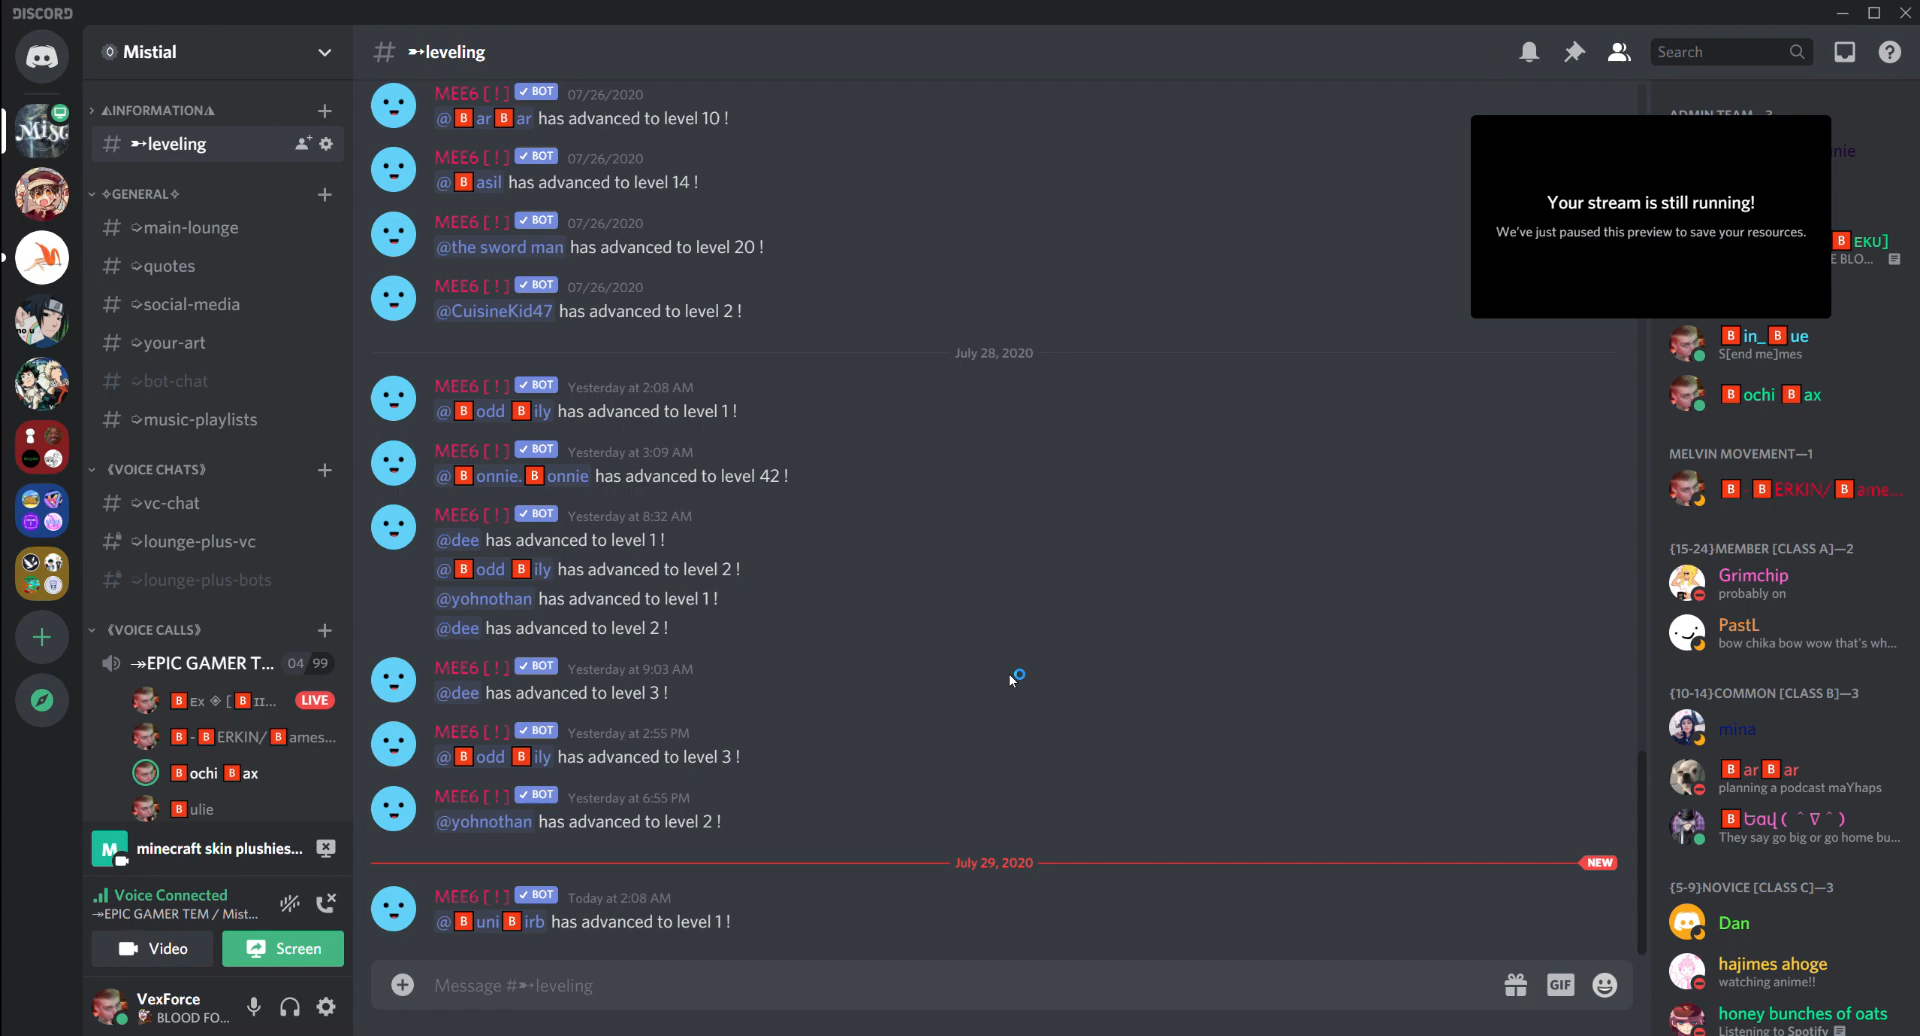 DISCORD
Mistial
➵leveling
Search
◬INFORMATION◬
➵leveling
✧GENERAL✧
➩main-lounge
➩quotes
➩social-media
➩your-art
➩bot-chat
➩music-playlists
《VOICE CHATS》
➩vc-chat
➩lounge-plus-vc
➩lounge-plus-bots
《VOICE CALLS》
↠EPIC GAMER T... 04 99
🅱Ex ◈ [🅱II... LIVE
🅱-🅱ERKIN/🅱ames...
🅱ochi 🅱ax
🅱ulie
M minecraft skin plushies...
Voice Connected
↠EPIC GAMER TEM / Mist...
Video Screen
VexForce
BLOOD FO...
MEE6 [ ! ] ✓ BOT 07/26/2020
@🅱ar🅱ar has advanced to level 10 !
MEE6 [ ! ] ✓ BOT 07/26/2020
@🅱asil has advanced to level 14 !
MEE6 [ ! ] ✓ BOT 07/26/2020
@the sword man has advanced to level 20 !
MEE6 [ ! ] ✓ BOT 07/26/2020
@CuisineKid47 has advanced to level 2 !
July 28, 2020
MEE6 [ ! ] ✓ BOT Yesterday at 2:08 AM
@🅱odd 🅱ily has advanced to level 1 !
MEE6 [ ! ] ✓ BOT Yesterday at 3:09 AM
@🅱onnie.🅱onnie has advanced to level 42 !
MEE6 [ ! ] ✓ BOT Yesterday at 8:32 AM
@dee has advanced to level 1 !
@🅱odd 🅱ily has advanced to level 2 !
@yohnothan has advanced to level 1 !
@dee has advanced to level 2 !
MEE6 [ ! ] ✓ BOT Yesterday at 9:03 AM
@dee has advanced to level 3 !
MEE6 [ ! ] ✓ BOT Yesterday at 2:55 PM
@🅱odd 🅱ily has advanced to level 3 !
MEE6 [ ! ] ✓ BOT Yesterday at 6:55 PM
@yohnothan has advanced to level 2 !
July 29, 2020 NEW
MEE6 [ ! ] ✓ BOT Today at 2:08 AM
@🅱uni🅱irb has advanced to level 1 !
Message #➵leveling
GIF
Your stream is still running!
We've just paused this preview to save your resources.
ADMIN TEAM—3
nie
🅱EKU]
E BLO...
🅱in_🅱ue
S[end me]mes
🅱ochi 🅱ax
MELVIN MOVEMENT—1
🅱-🅱ERKIN/🅱ame...
{15-24}MEMBER [CLASS A]—2
Grimchip
probably on
PastL
bow chika bow wow that's wh...
{10-14}COMMON [CLASS B]—3
mina
🅱ar🅱ar
planning a podcast maYhaps
They say go big or go home bu...
{5-9}NOVICE [CLASS C]—3
Dan
hajimes ahoge
watching anime!!
honey bunches of oats
Listening to Spotify